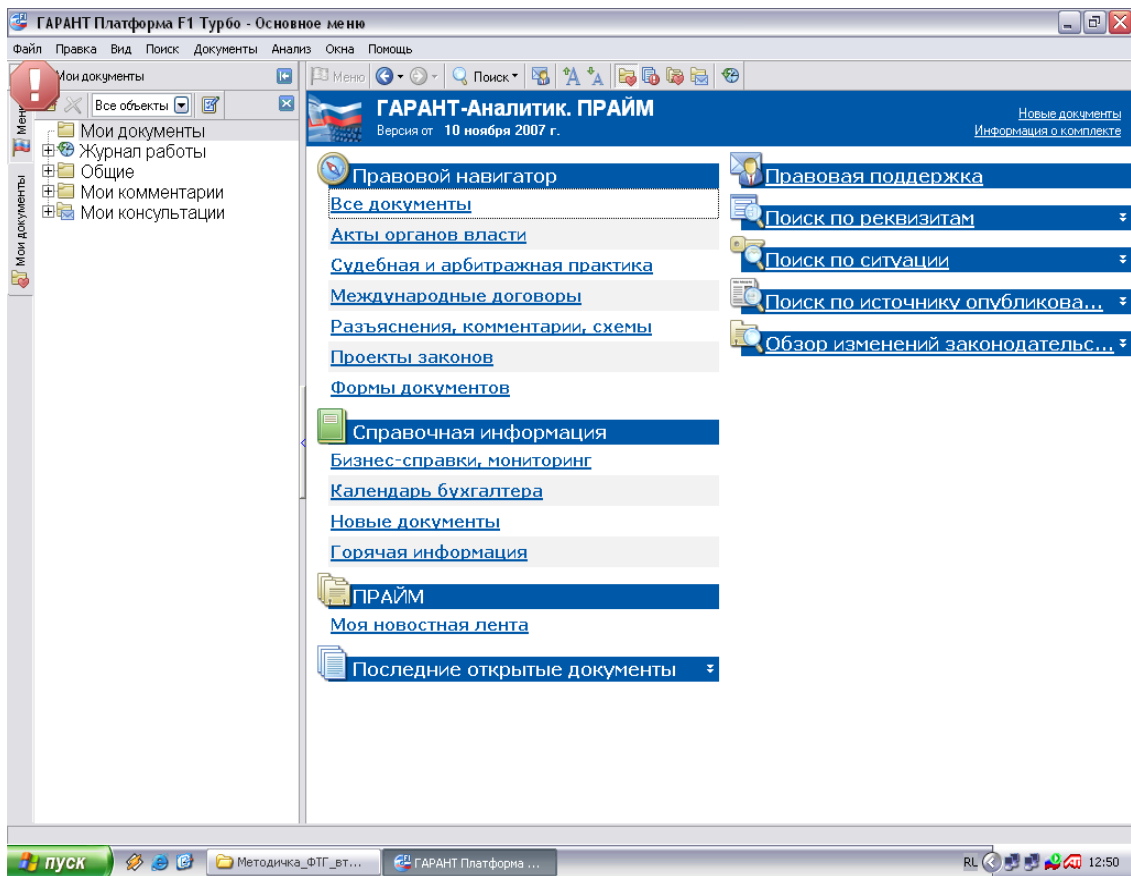 ГАРАНТ Платформа F1 Турбо - Основное меню
Файл Правка Вид Поиск Документы Анализ Окна Помощь
Мои документы
Меню
Поиск
Все объекты
Мои документы
Журнал работы
Общие
Мои комментарии
Мои консультации
Мои документы
ГАРАНТ-Аналитик. ПРАЙМ
Версия от 10 ноября 2007 г.
Новые документы
Информация о комплекте
Правовой навигатор
Все документы
Акты органов власти
Судебная и арбитражная практика
Международные договоры
Разъяснения, комментарии, схемы
Проекты законов
Формы документов
Справочная информация
Бизнес-справки, мониторинг
Календарь бухгалтера
Новые документы
Горячая информация
ПРАЙМ
Моя новостная лента
Последние открытые документы
Правовая поддержка
Поиск по реквизитам
Поиск по ситуации
Поиск по источнику опубликова...
Обзор изменений законодательс...
пуск
Методичка_ФТГ_вт...
ГАРАНТ Платформа ...
RL
12:50